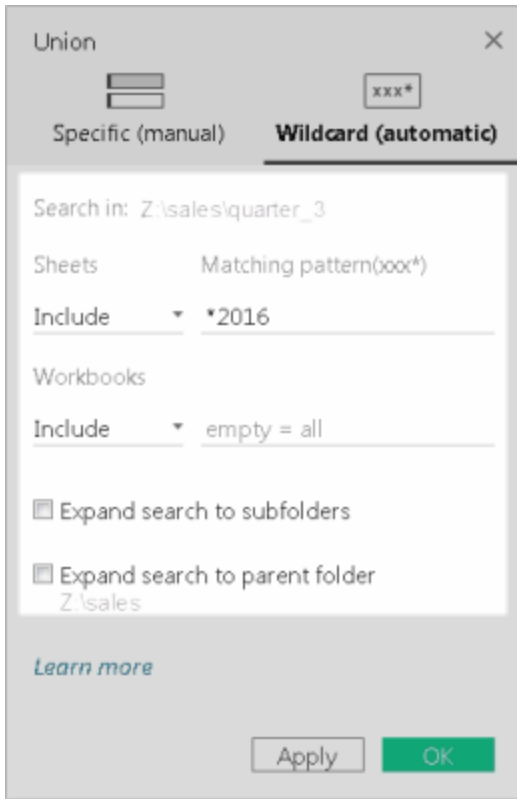 Union
xxx*
Specific (manual) Wildcard (automatic)
Search in: Z:\sales\quarter_3
Sheets Matching pattern(xxx*)
Include *2016
Workbooks
Include empty = all
Expand search to subfolders
Expand search to parent folder
Z:\sales
Learn more
Apply OK